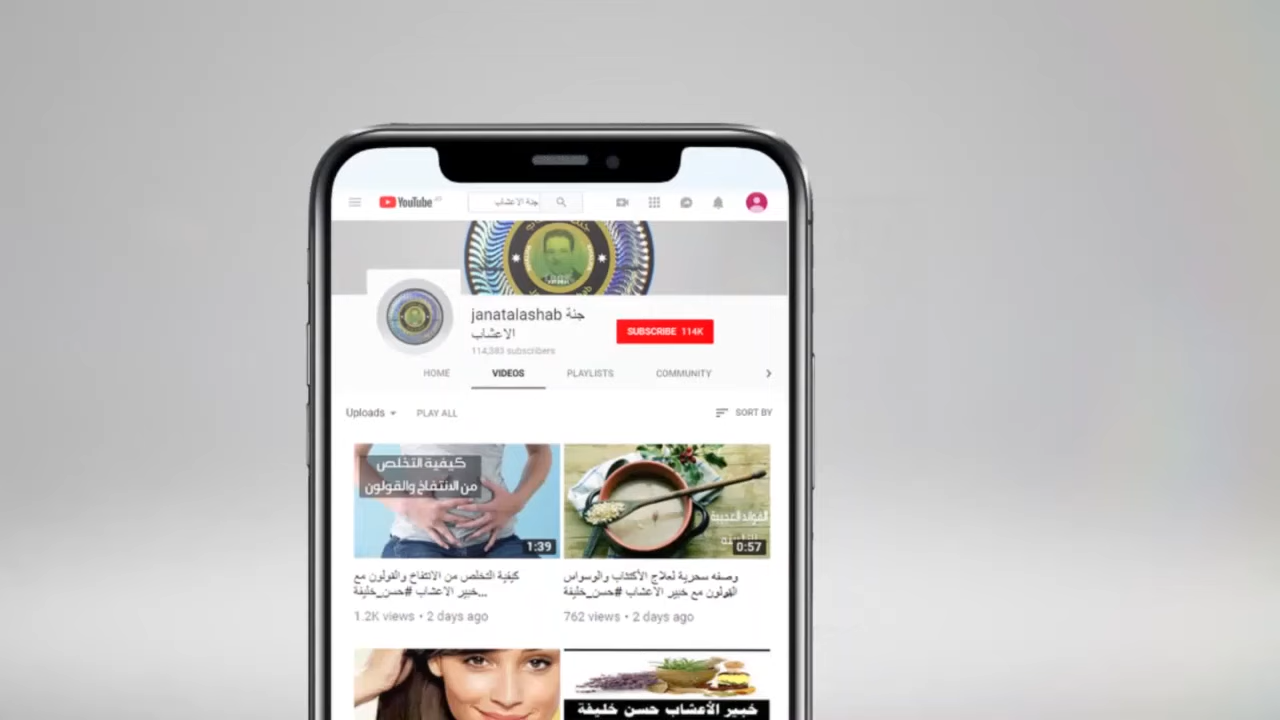 YouTube
جنة الاعشاب
janatalashab جنة
الاعشاب
114,383 subscribers
SUBSCRIBE 114K
HOME
VIDEOS
PLAYLISTS
COMMUNITY
Uploads
PLAY ALL
SORT BY
كيفية التخلص
من الانتفاخ والقولون
1:39
الفوائد العجيبة
0:57
كيفية التخلص من الانتفاخ والقولون مع
خبير الاعشاب #حسن_خليفة...
1.2K views • 2 days ago
وصفه سحرية لعلاج الأكتئاب والوسواس
القولون مع خبير الاعشاب #حسن_خليفة
762 views • 2 days ago
خبير الأعشاب حسن خليفة